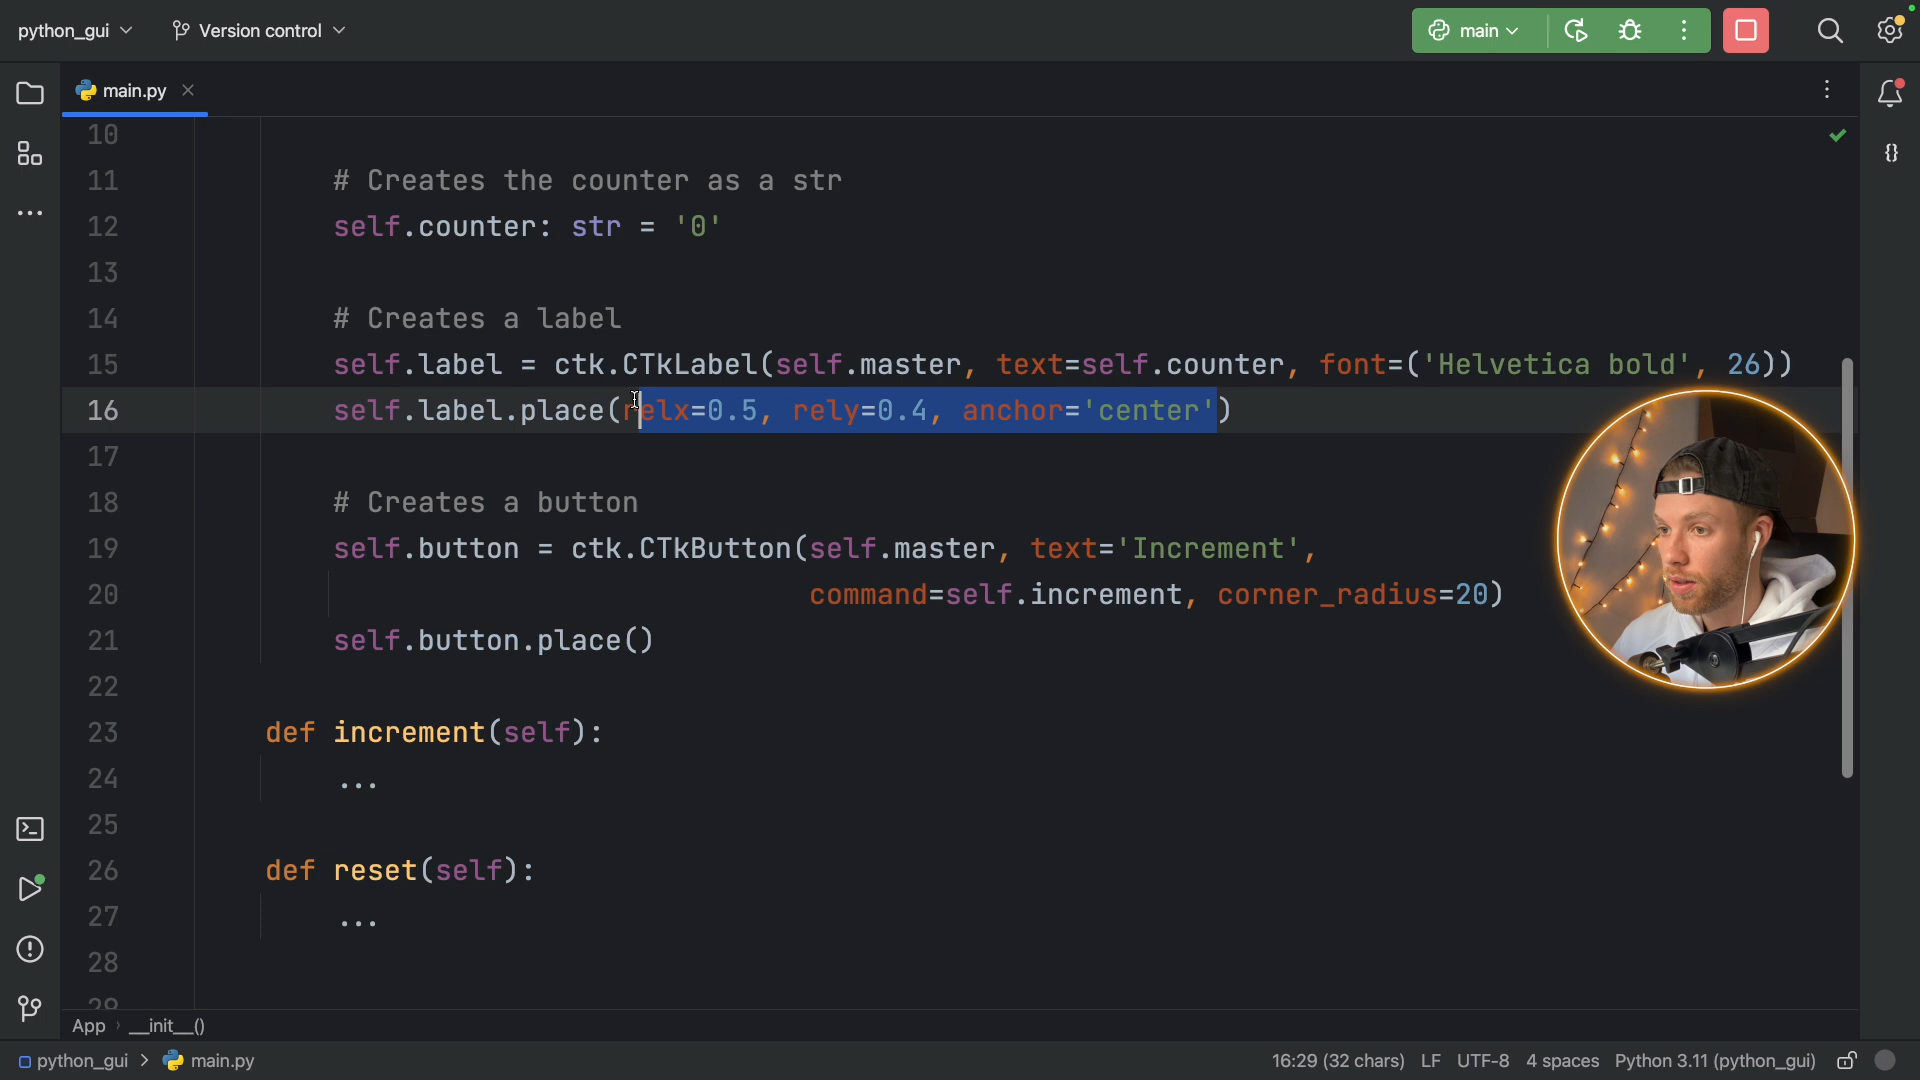 python_gui
Version control
main
main.py
10
11 # Creates the counter as a str
12 self.counter: str = '0'
13
14 # Creates a label
15 self.label = ctk.CTkLabel(self.master, text=self.counter, font=('Helvetica bold', 26))
16 self.label.place(relx=0.5, rely=0.4, anchor='center')
17
18 # Creates a button
19 self.button = ctk.CTkButton(self.master, text='Increment',
20 command=self.increment, corner_radius=20)
21 self.button.place()
22
23 def increment(self):
24 ...
25
26 def reset(self):
27 ...
28
29
App › __init__()
python_gui > main.py
16:29 (32 chars) LF UTF-8 4 spaces Python 3.11 (python_gui)